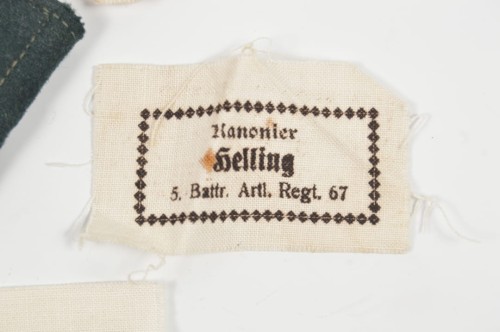 Kanonier
Helling
5. Battr. Artl. Regt. 67